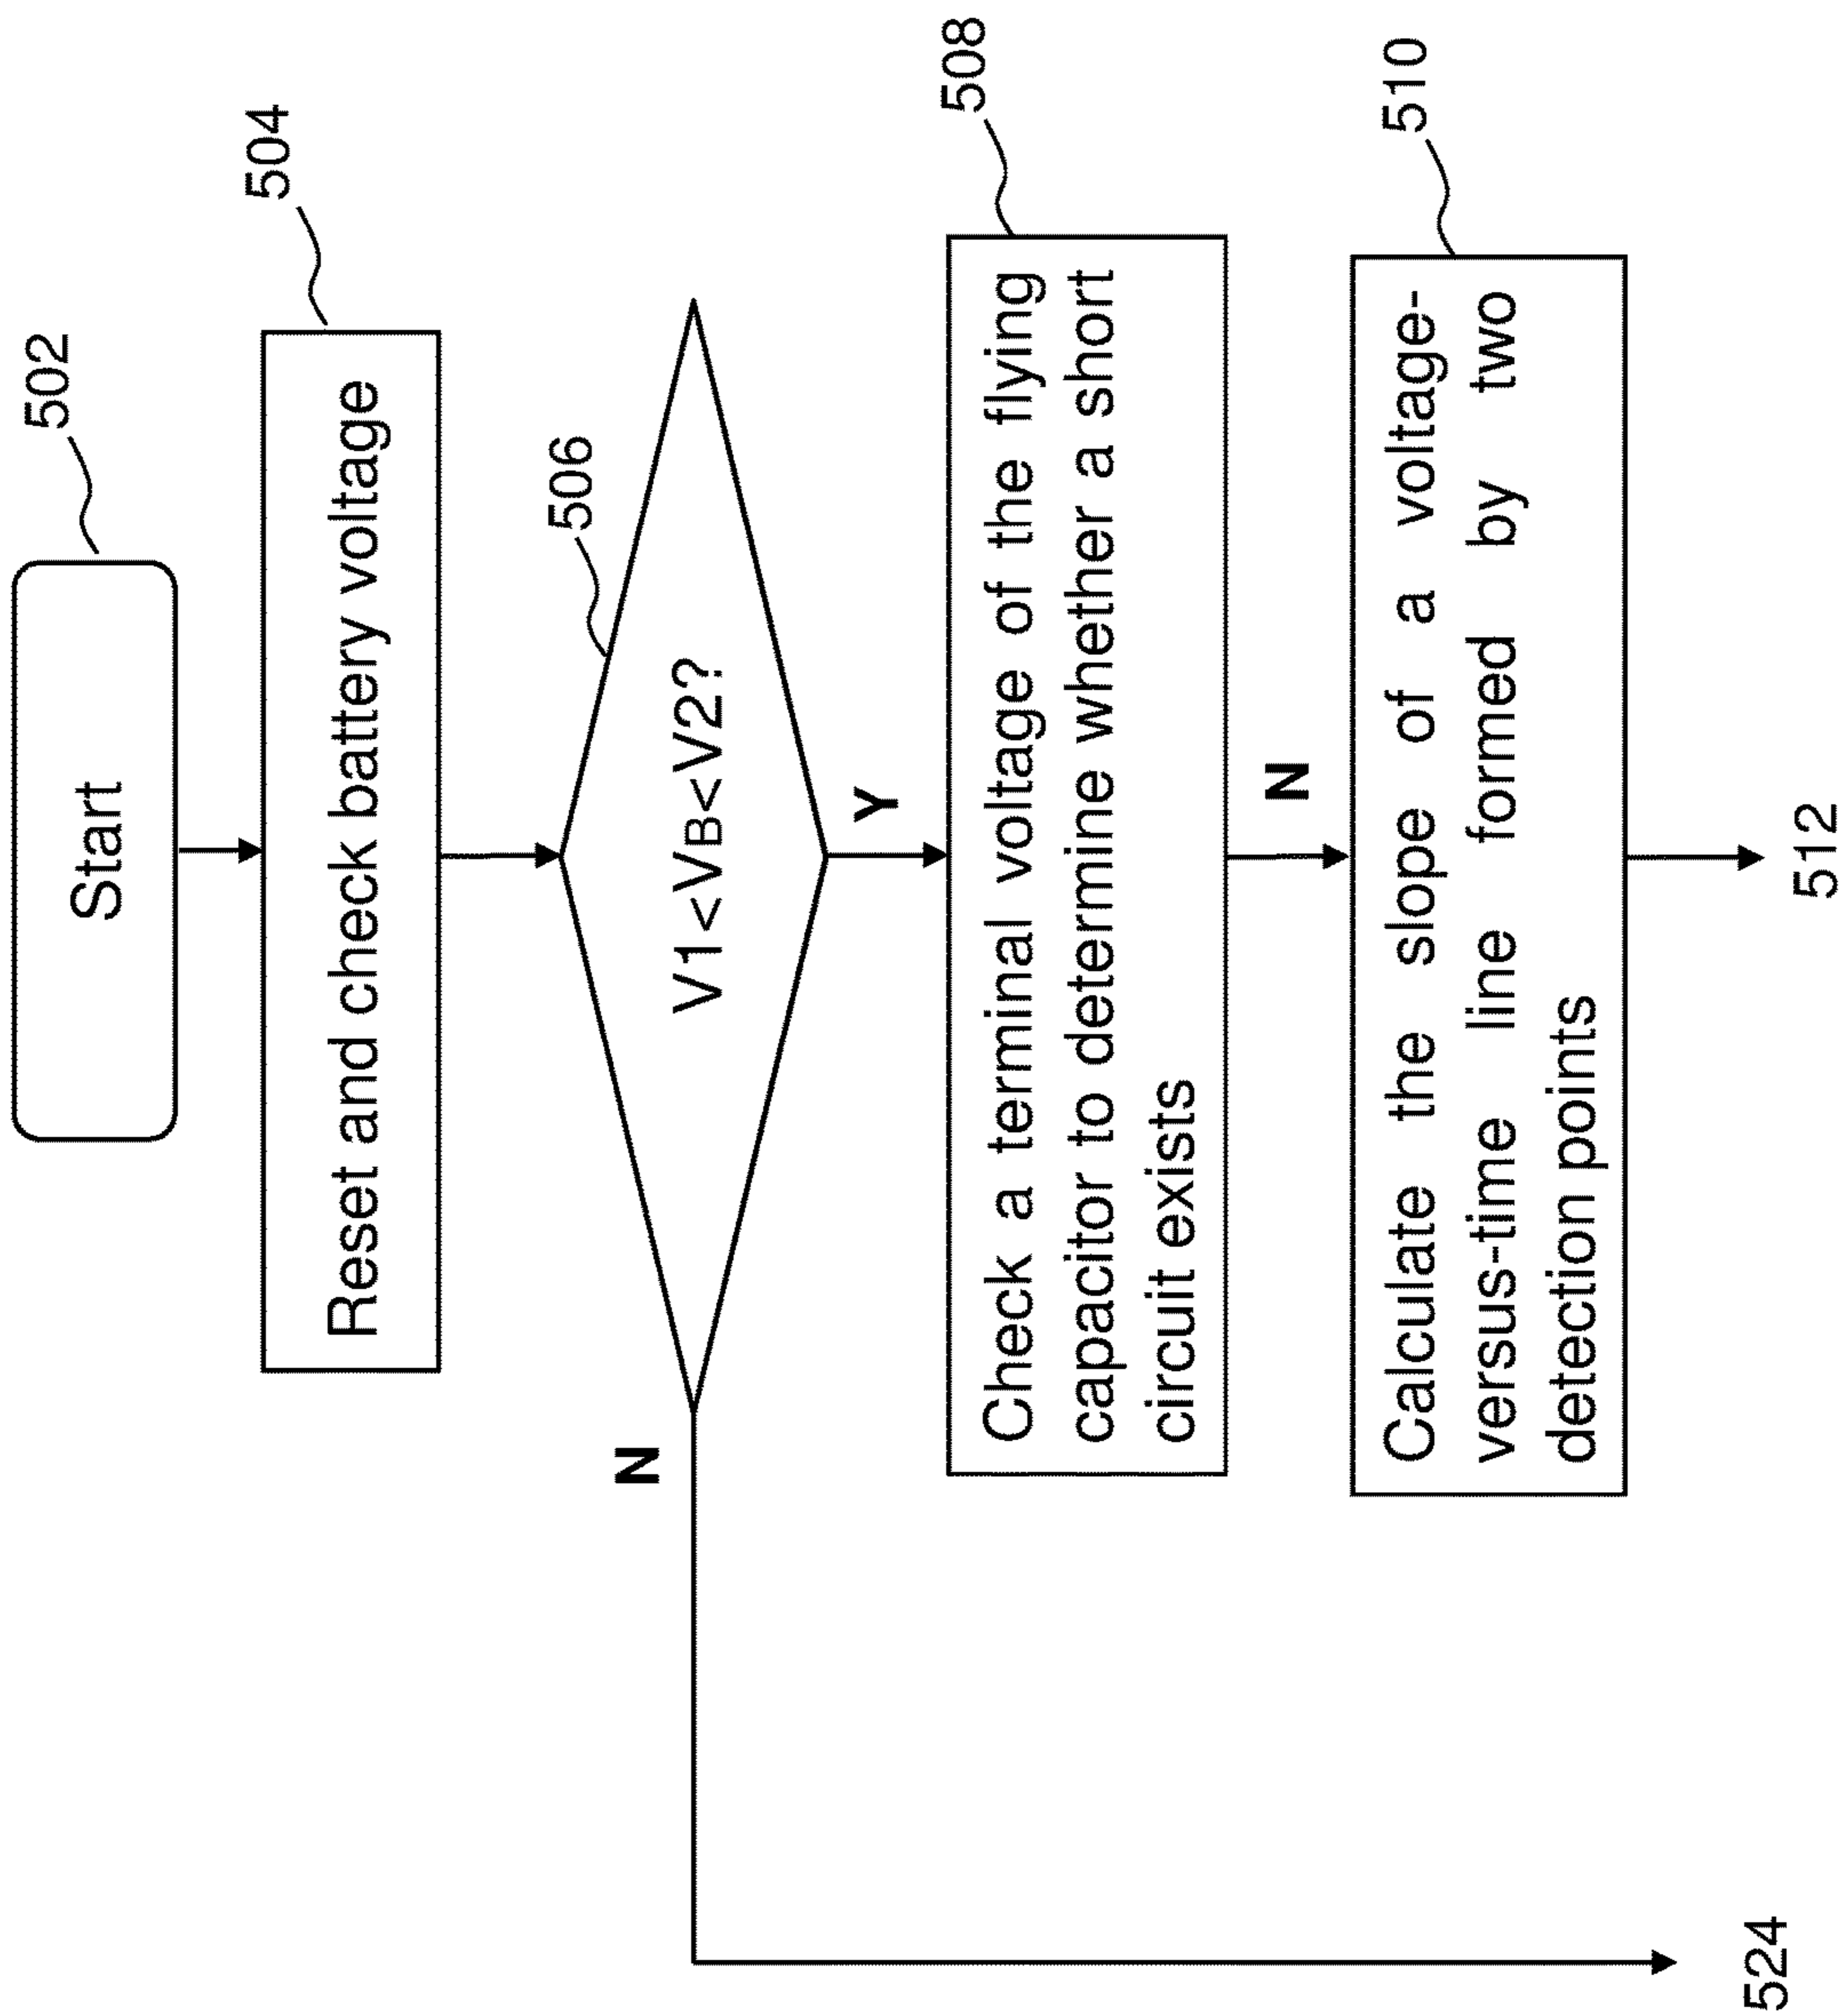 502
Start
504
Reset and check battery voltage
506
V1<VB<V2?
N
Y
508
Check a terminal voltage of the flying
capacitor to determine whether a short
circuit exists
N
510
Calculate the slope of a voltage-
versus-time line formed by two
detection points
512
524